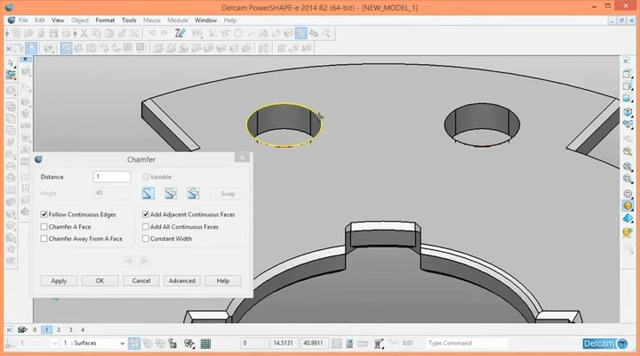 Delcam PowerSHAPE-e 2014 R2 (64-bit) - [NEW_MODEL_1]
File Edit View Object Format Macro Module Tools Window Help
Chamfer
Distance 1 Variable
Angle 45 Swap
Follow Continuous Edges Add Adjacent Continuous Faces
Chamfer A Face Add All Continuous Faces
Chamfer Away From A Face Constant Width
Apply OK Cancel Advanced Help
0 1 2 3 4
1 : Surfaces 0 14.5131 40.9911 0.01 Type Command Delcam